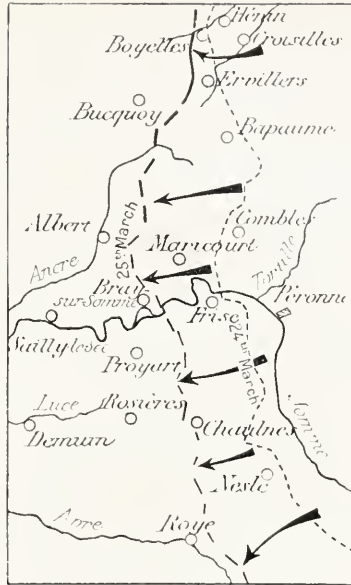 Hénin
Boyelles
Croisilles
Ervillers
Bucquoy
Bapaume
Albert
Combles
25th March
Maricourt
Ancre
Tortille
Bray
sur-Somme
Frise
Péronne
Sailly
24th March
Proyart
Somme
Luce
Rosières
Demuin
Chaulnes
Nesle
Avre
Roye